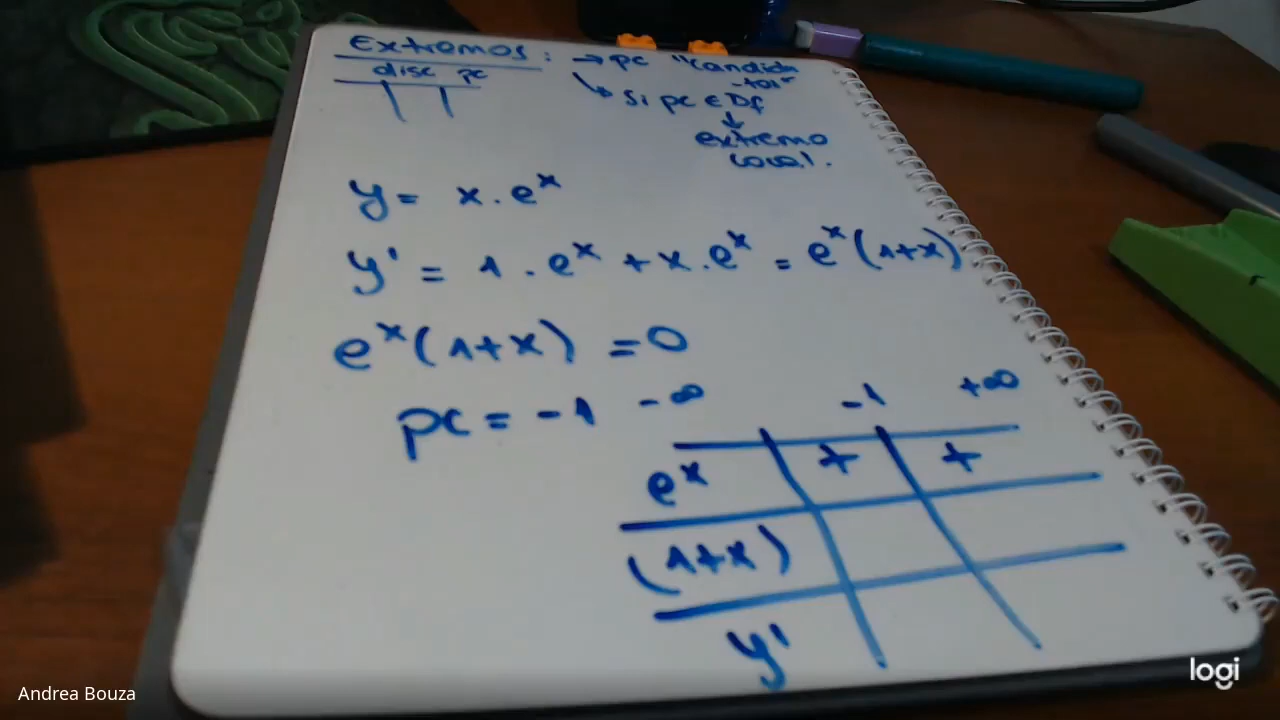 Extremos: → pc "candida
-tos"
disc pc
↘ si pc ∈ Df
↓
extremo
local.
y = x . e^x
y' = 1 . e^x + x . e^x = e^x (1+x)
e^x (1+x) = 0
pc = -1
-∞ -1 +∞
e^x + +
(1+x)
y'
logi
Andrea Bouza